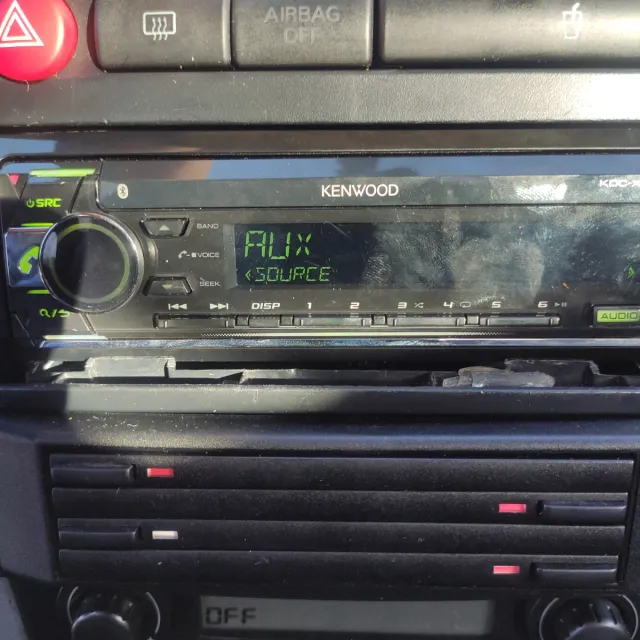 AIRBAG
OFF
KENWOOD
SRC
BAND
VOICE
SEEK
AUX
<SOURCE
DISP 1 2 3 4 5 6
AUDIO
OFF